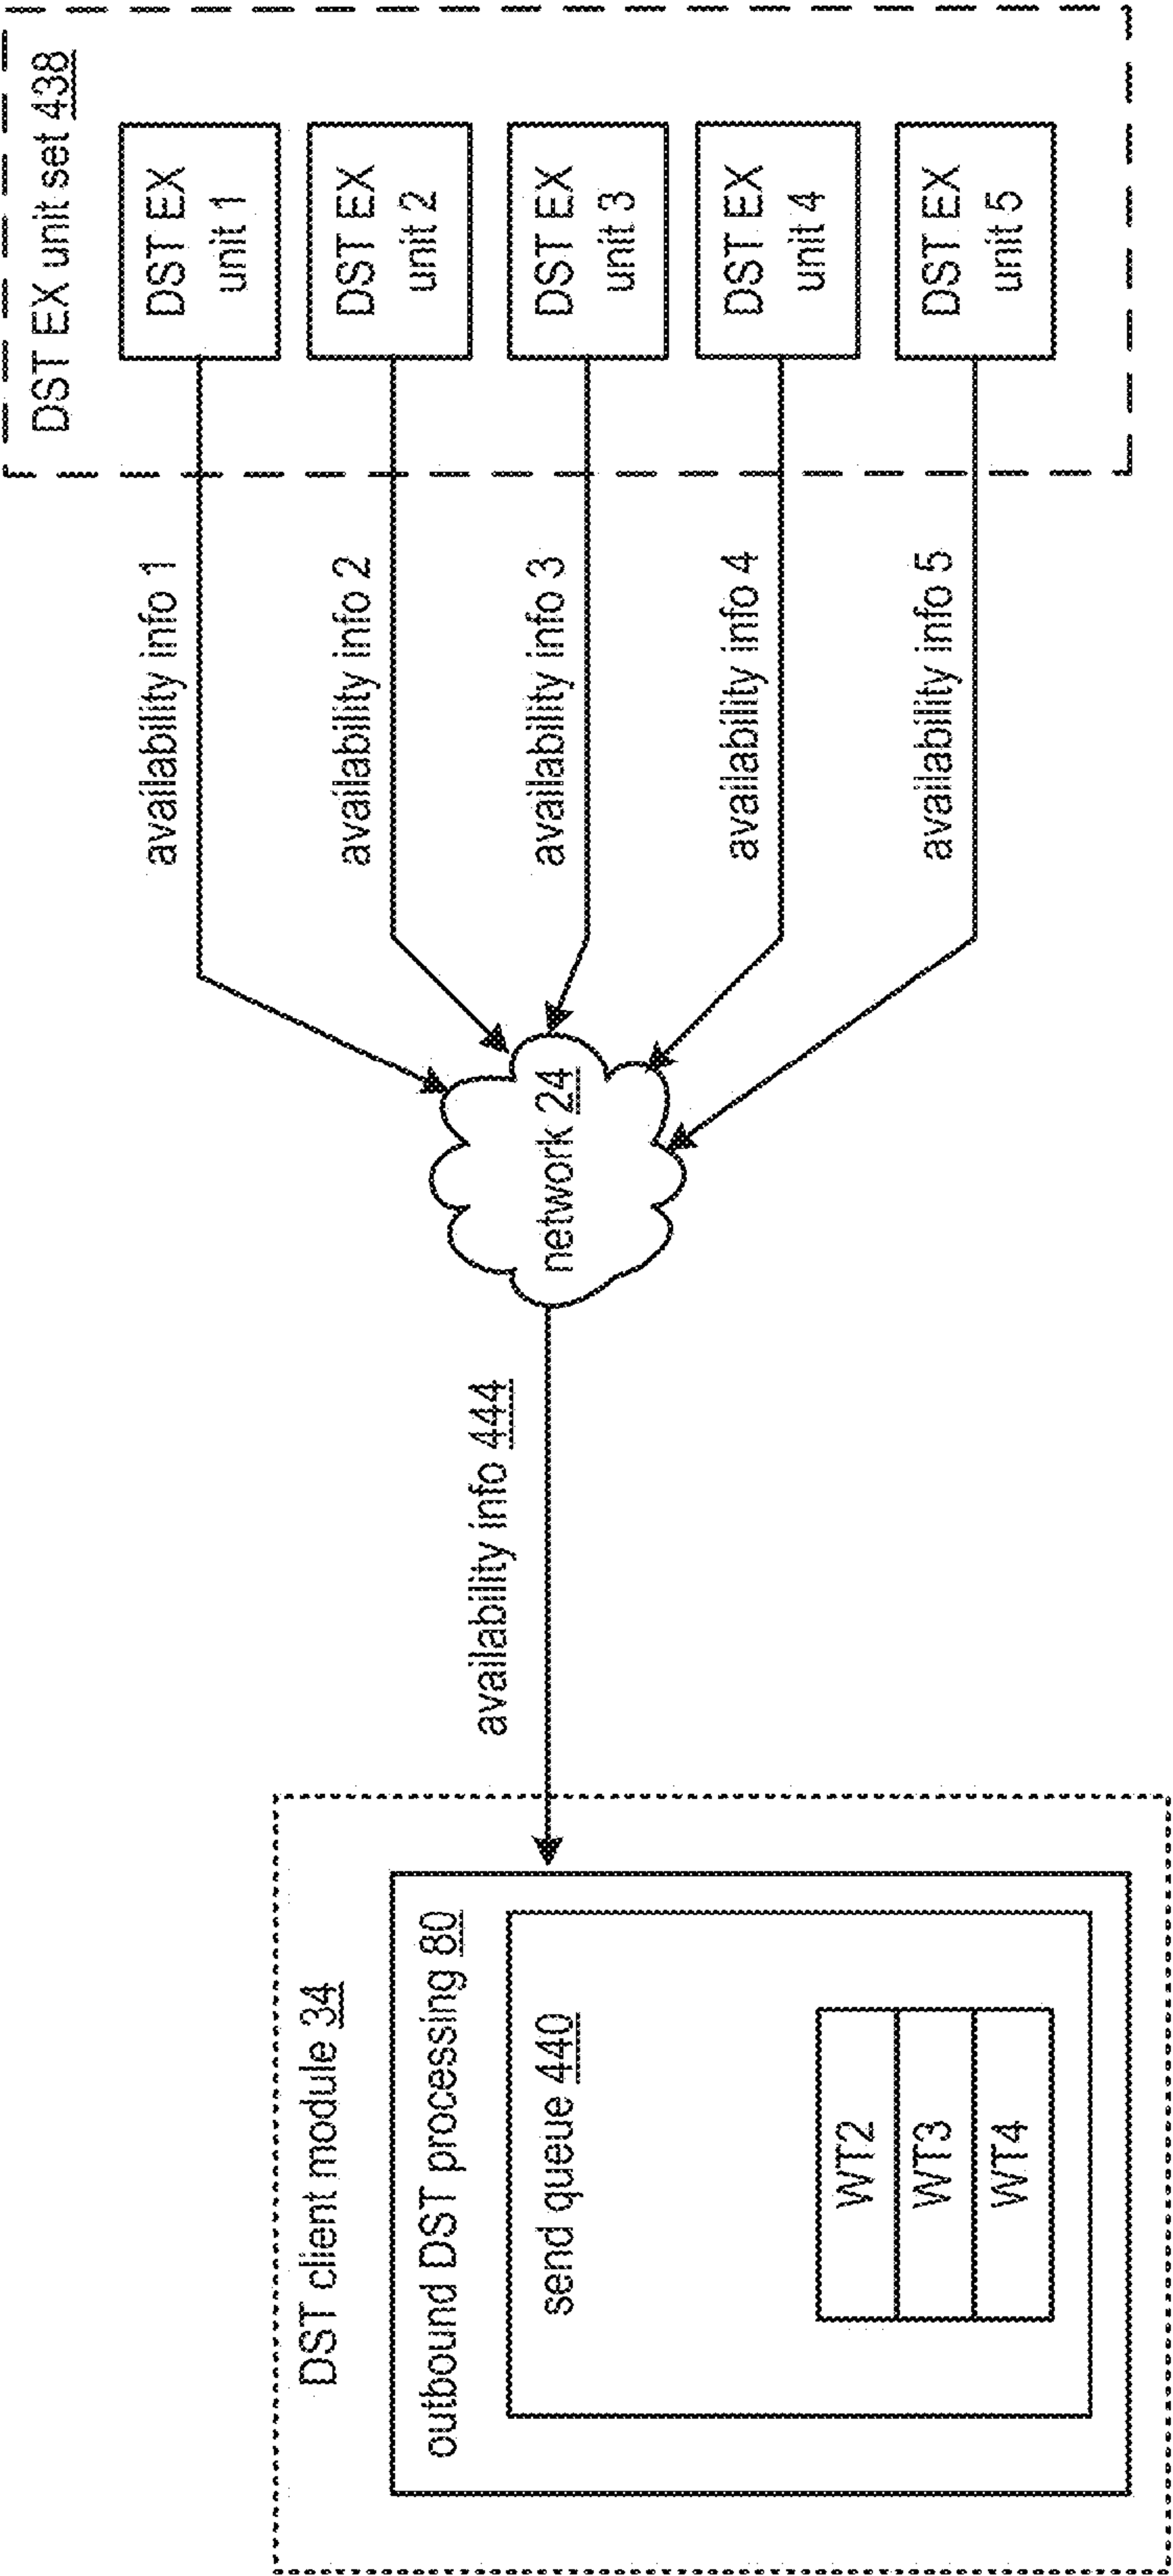 DST client module 34
outbound DST processing 80
send queue 440
WT2
WT3
WT4
availability info 444
network 24
availability info 1
availability info 2
availability info 3
availability info 4
availability info 5
DST EX unit set 438
DST EX
unit 1
DST EX
unit 2
DST EX
unit 3
DST EX
unit 4
DST EX
unit 5